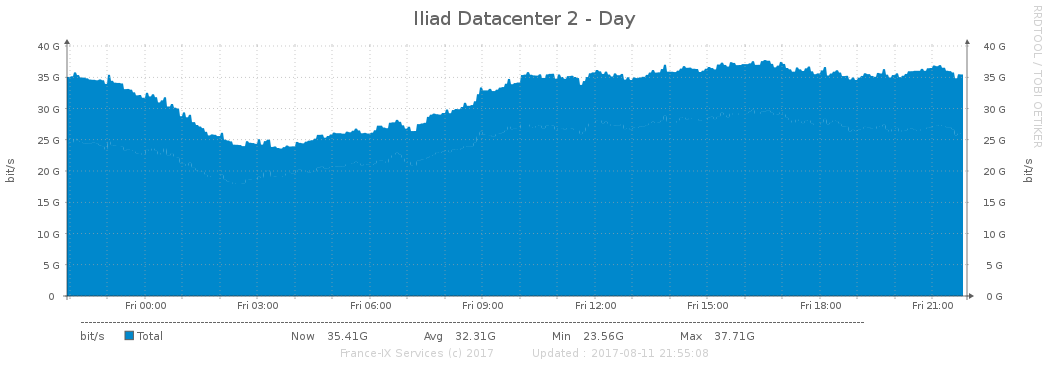 Iliad Datacenter 2 - Day
RRDTOOL / TOBI OETIKER
40 G 40 G
35 G 35 G
30 G 30 G
25 G 25 G
20 G 20 G
15 G 15 G
10 G 10 G
5 G 5 G
0 0 G
bit/s bit/s
Fri 00:00 Fri 03:00 Fri 06:00 Fri 09:00 Fri 12:00 Fri 15:00 Fri 18:00 Fri 21:00
bit/s Total Now 35.41G Avg 32.31G Min 23.56G Max 37.71G
France-IX Services (c) 2017 Updated : 2017-08-11 21:55:08